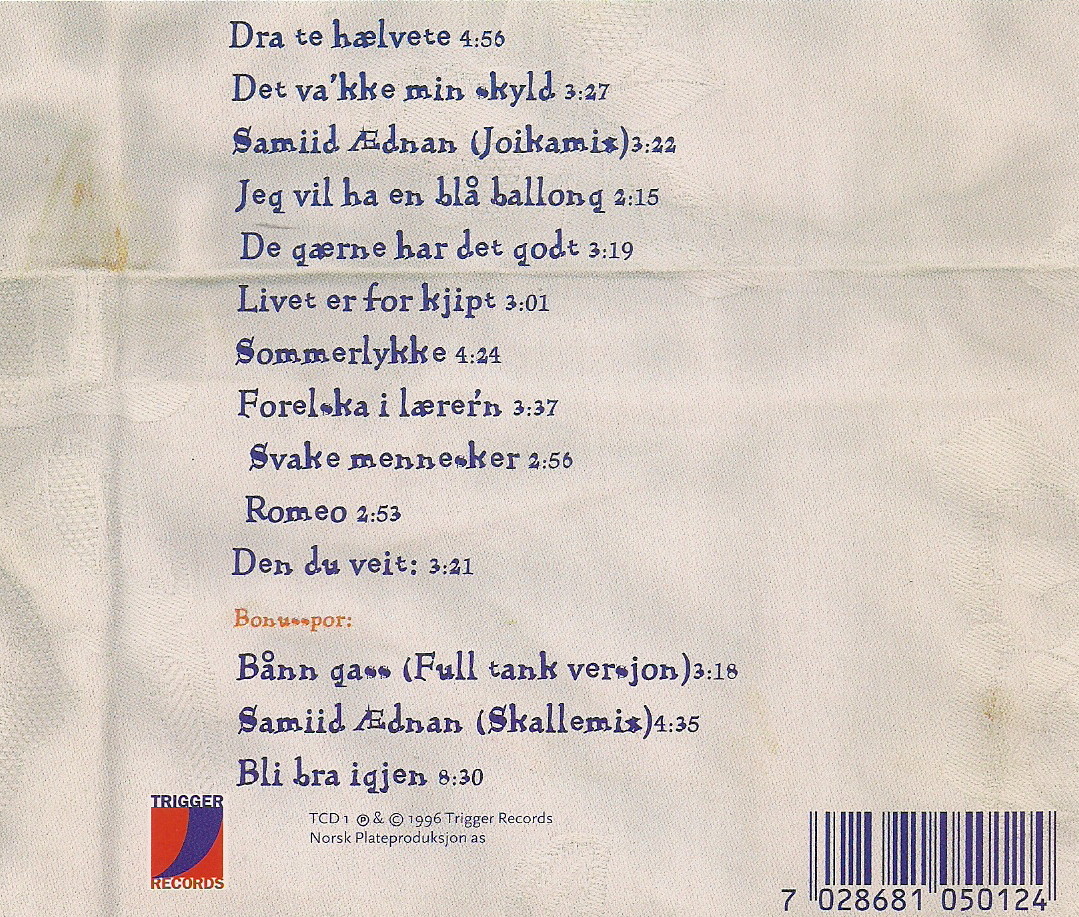 Dra te hælvete 4:56
Det va'kke min skyld 3:27
Samiid Ædnan (Joikamix)3:22
Jeg vil ha en blå ballong 2:15
De gærne har det godt 3:19
Livet er for kjipt 3:01
Sommerlykke 4:24
Forelska i lærer'n 3:37
Svake mennesker 2:56
Romeo 2:53
Den du veit: 3:21
Bonusspor:
Bånn gass (Full tank versjon)3:18
Samiid Ædnan (Skallemix)4:35
Bli bra igjen 8:30
TRIGGER
RECORDS
TCD 1 ℗ & © 1996 Trigger Records
Norsk Plateproduksjon as
7 028681 050124